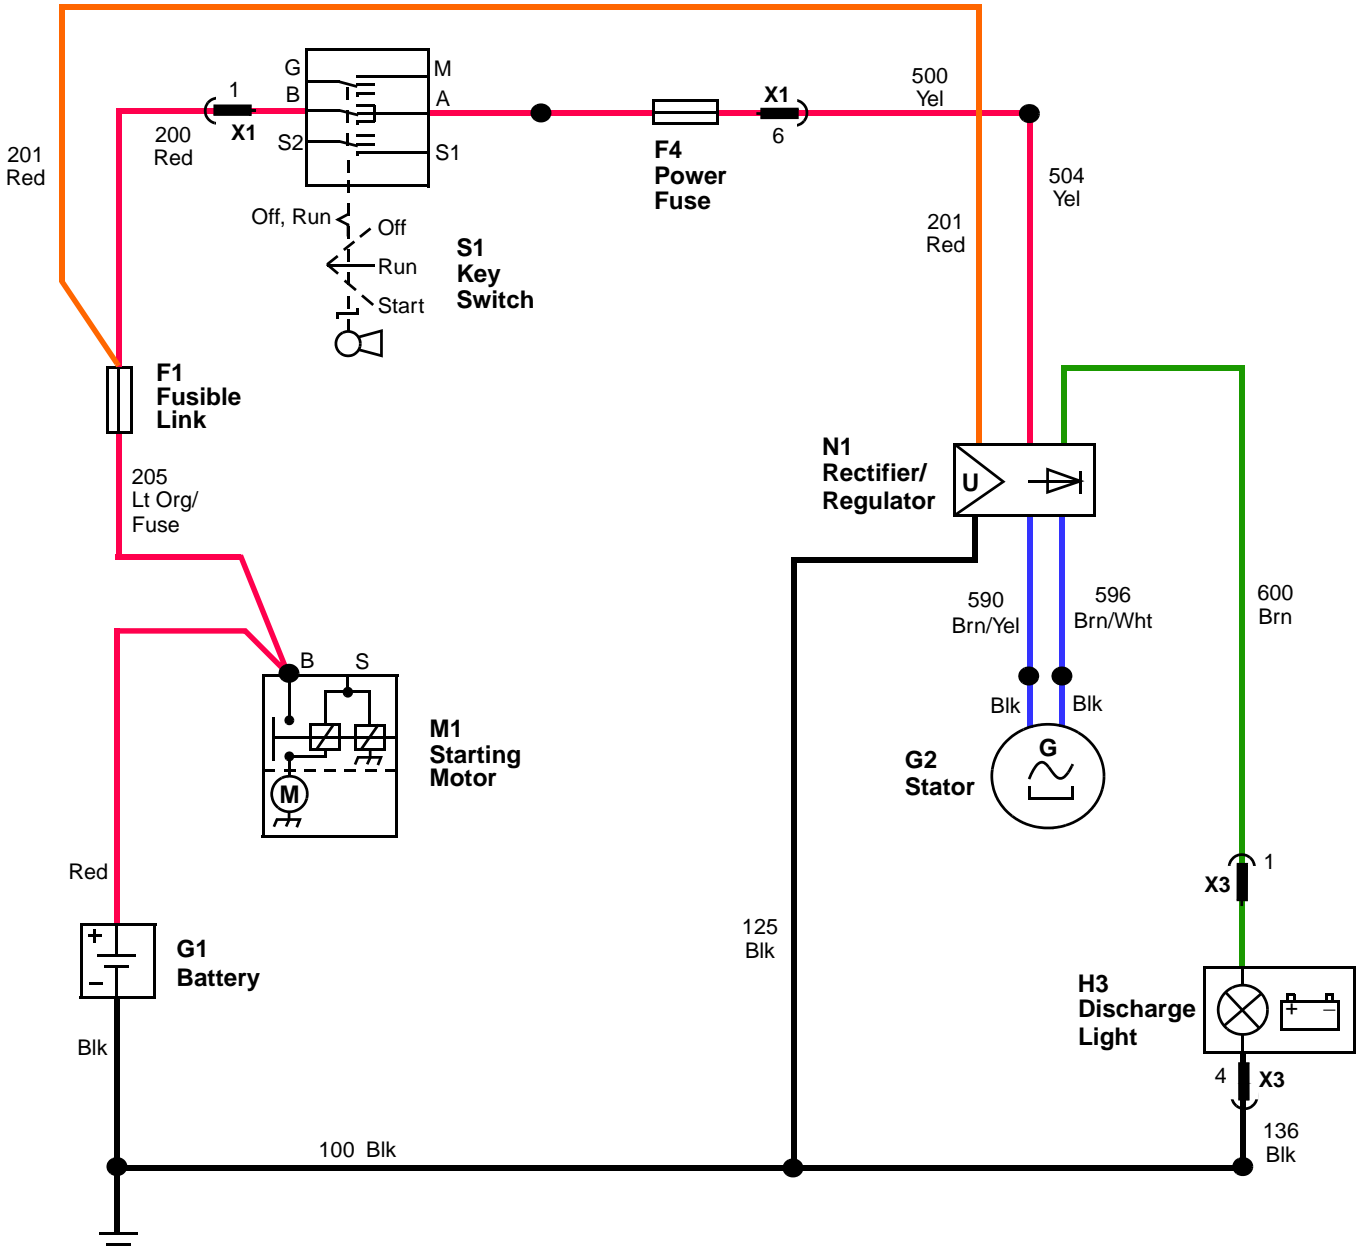 G
M
500
Yel
1
B
A
X1
200
Red
X1
S2
S1
6
201
Red
F4
Power
Fuse
504
Yel
Off, Run
Off
201
Red
S1
Key
Switch
Run
Start
F1
Fusible
Link
N1
Rectifier/
Regulator
U
205
Lt Org/
Fuse
590
Brn/Yel
596
Brn/Wht
600
Brn
B
S
Blk
Blk
M1
Starting
Motor
M
G
G2
Stator
1
X3
Red
125
Blk
+
–
G1
Battery
H3
Discharge
Light
+
–
Blk
4
X3
100 Blk
136
Blk